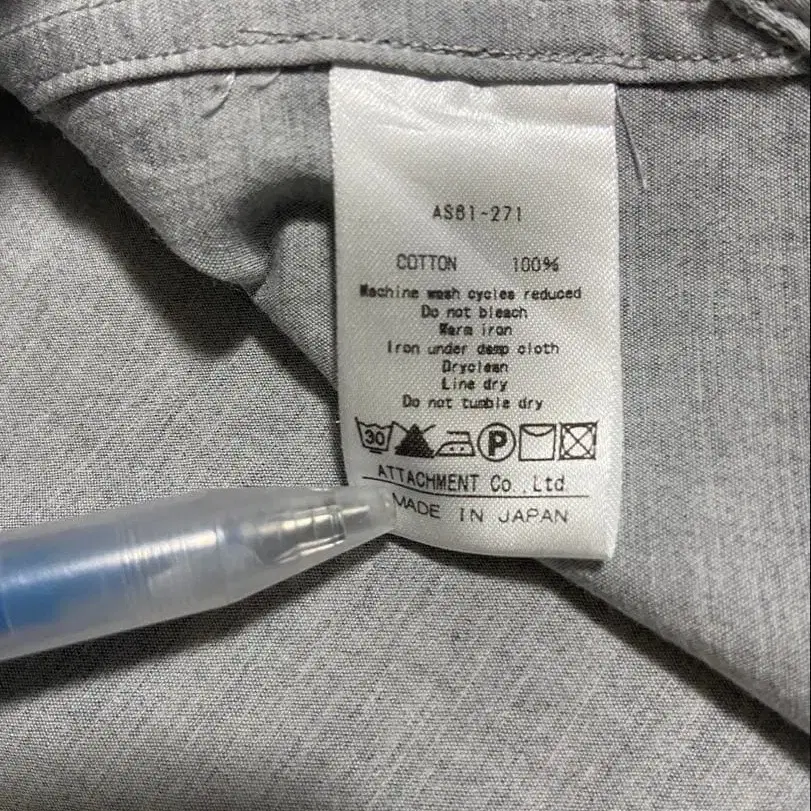 AS81-271
COTTON 100%
Machine wash cycles reduced
Do not bleach
Warm iron
Iron under damp cloth
Dryclean
Line dry
Do not tumble dry
30 P
ATTACHMENT Co.,Ltd
MADE IN JAPAN